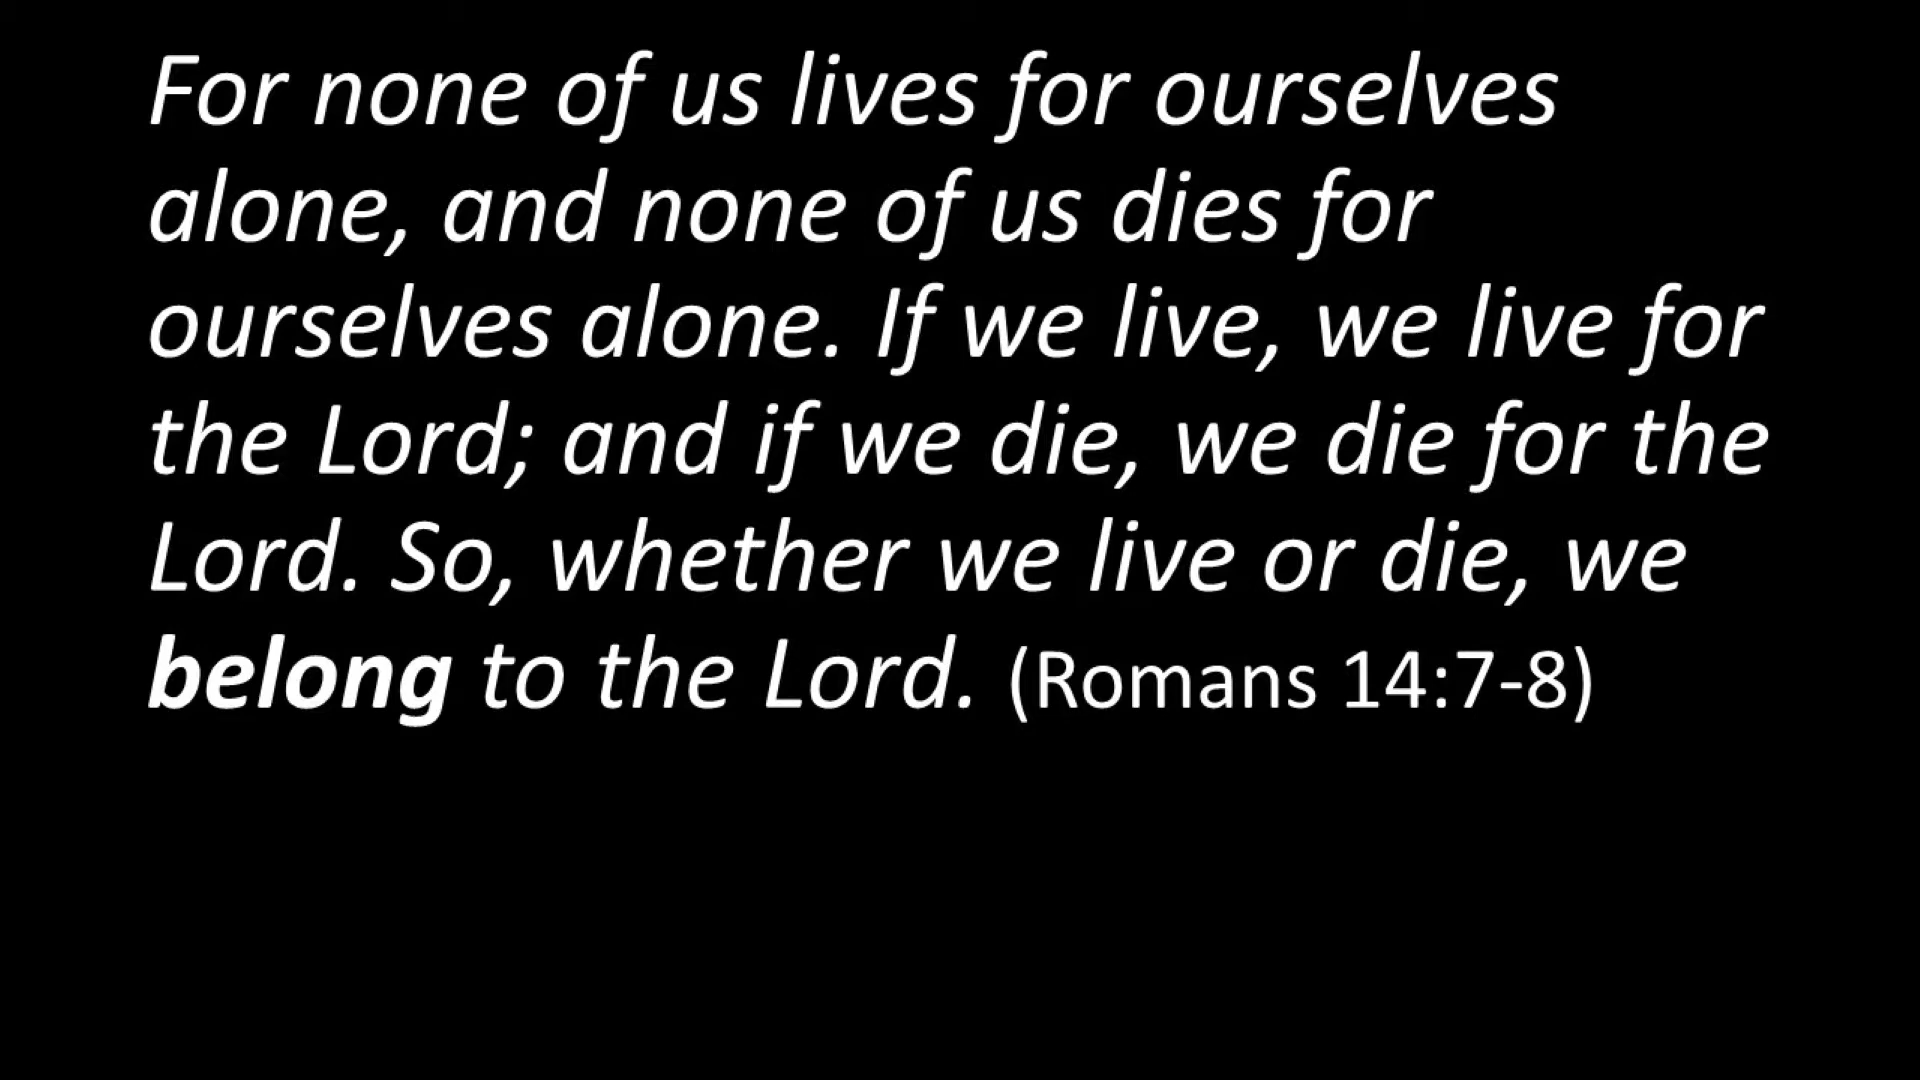 For none of us lives for ourselves
alone, and none of us dies for
ourselves alone. If we live, we live for
the Lord; and if we die, we die for the
Lord. So, whether we live or die, we
belong to the Lord. (Romans 14:7-8)